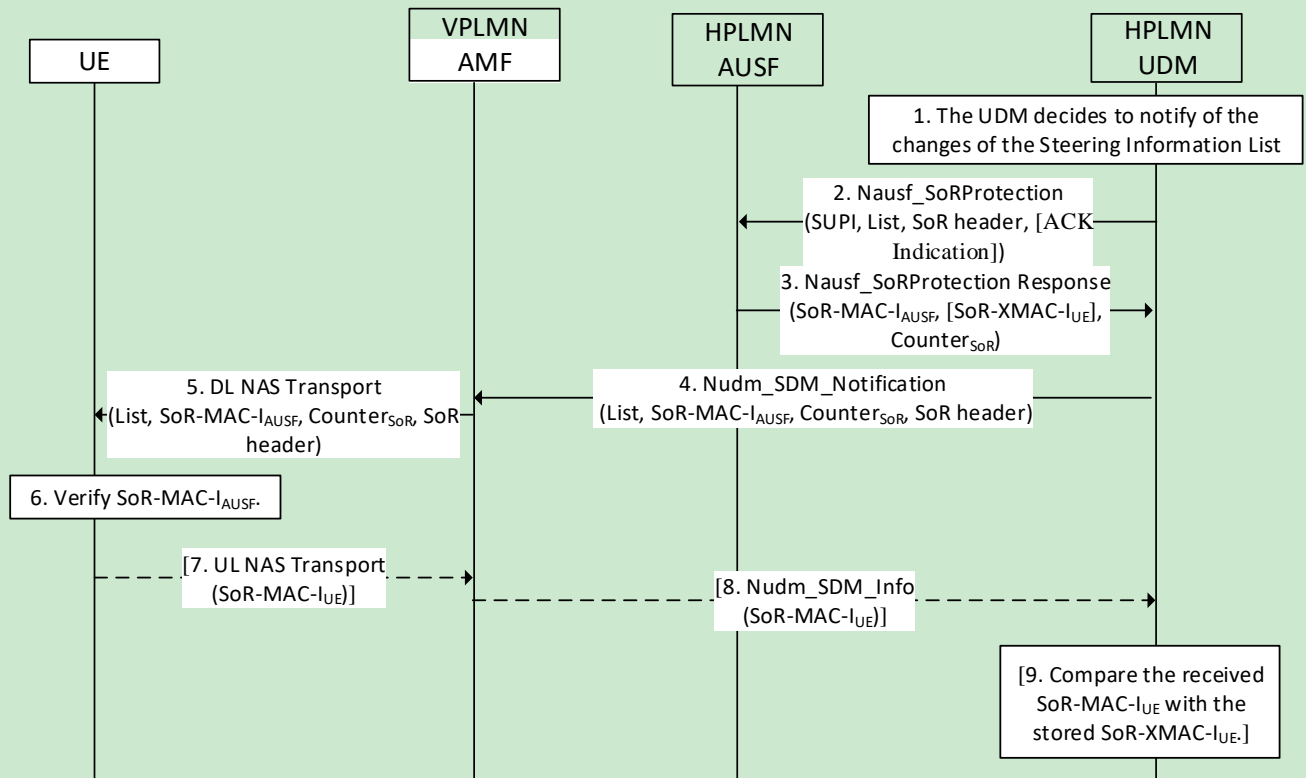 UE
VPLMN
AMF
HPLMN
AUSF
HPLMN
UDM
1. The UDM decides to notify of the
changes of the Steering Information List
2. Nausf_SoRProtection
(SUPI, List, SoR header, [ACK
Indication])
3. Nausf_SoRProtection Response
(SoR-MAC-IAUSF, [SoR-XMAC-IUE],
CounterSoR)
4. Nudm_SDM_Notification
(List, SoR-MAC-IAUSF, CounterSoR, SoR header)
5. DL NAS Transport
(List, SoR-MAC-IAUSF, CounterSoR, SoR
header)
6. Verify SoR-MAC-IAUSF.
[7. UL NAS Transport
(SoR-MAC-IUE)]
[8. Nudm_SDM_Info
(SoR-MAC-IUE)]
[9. Compare the received
SoR-MAC-IUE with the
stored SoR-XMAC-IUE.]